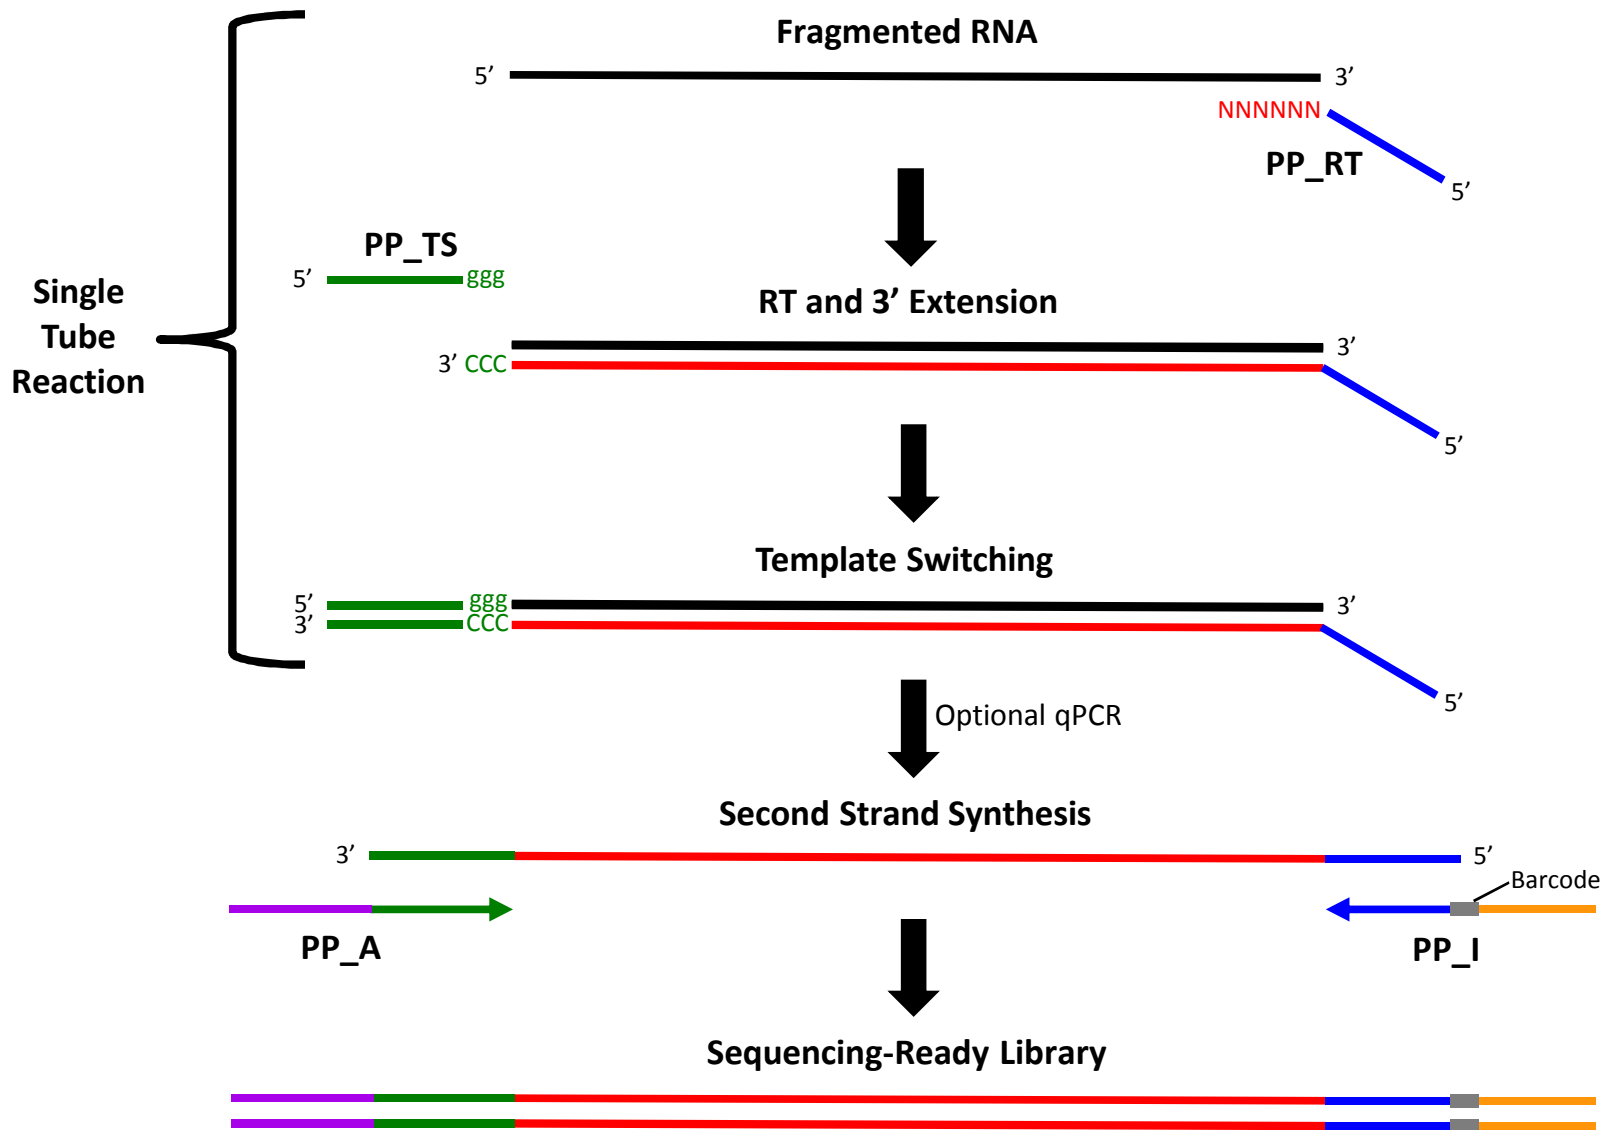 Fragmented RNA
5’
3’
NNNNNN
PP_RT
5’
PP_TS
5’
ggg
Single
Tube
Reaction
RT and 3’ Extension
3’
3’ CCC
5’
Template Switching
5’
ggg
3’
3’
CCC
5’
Optional qPCR
Second Strand Synthesis
3’
5’
Barcode
PP_A
PP_I
Sequencing-Ready Library